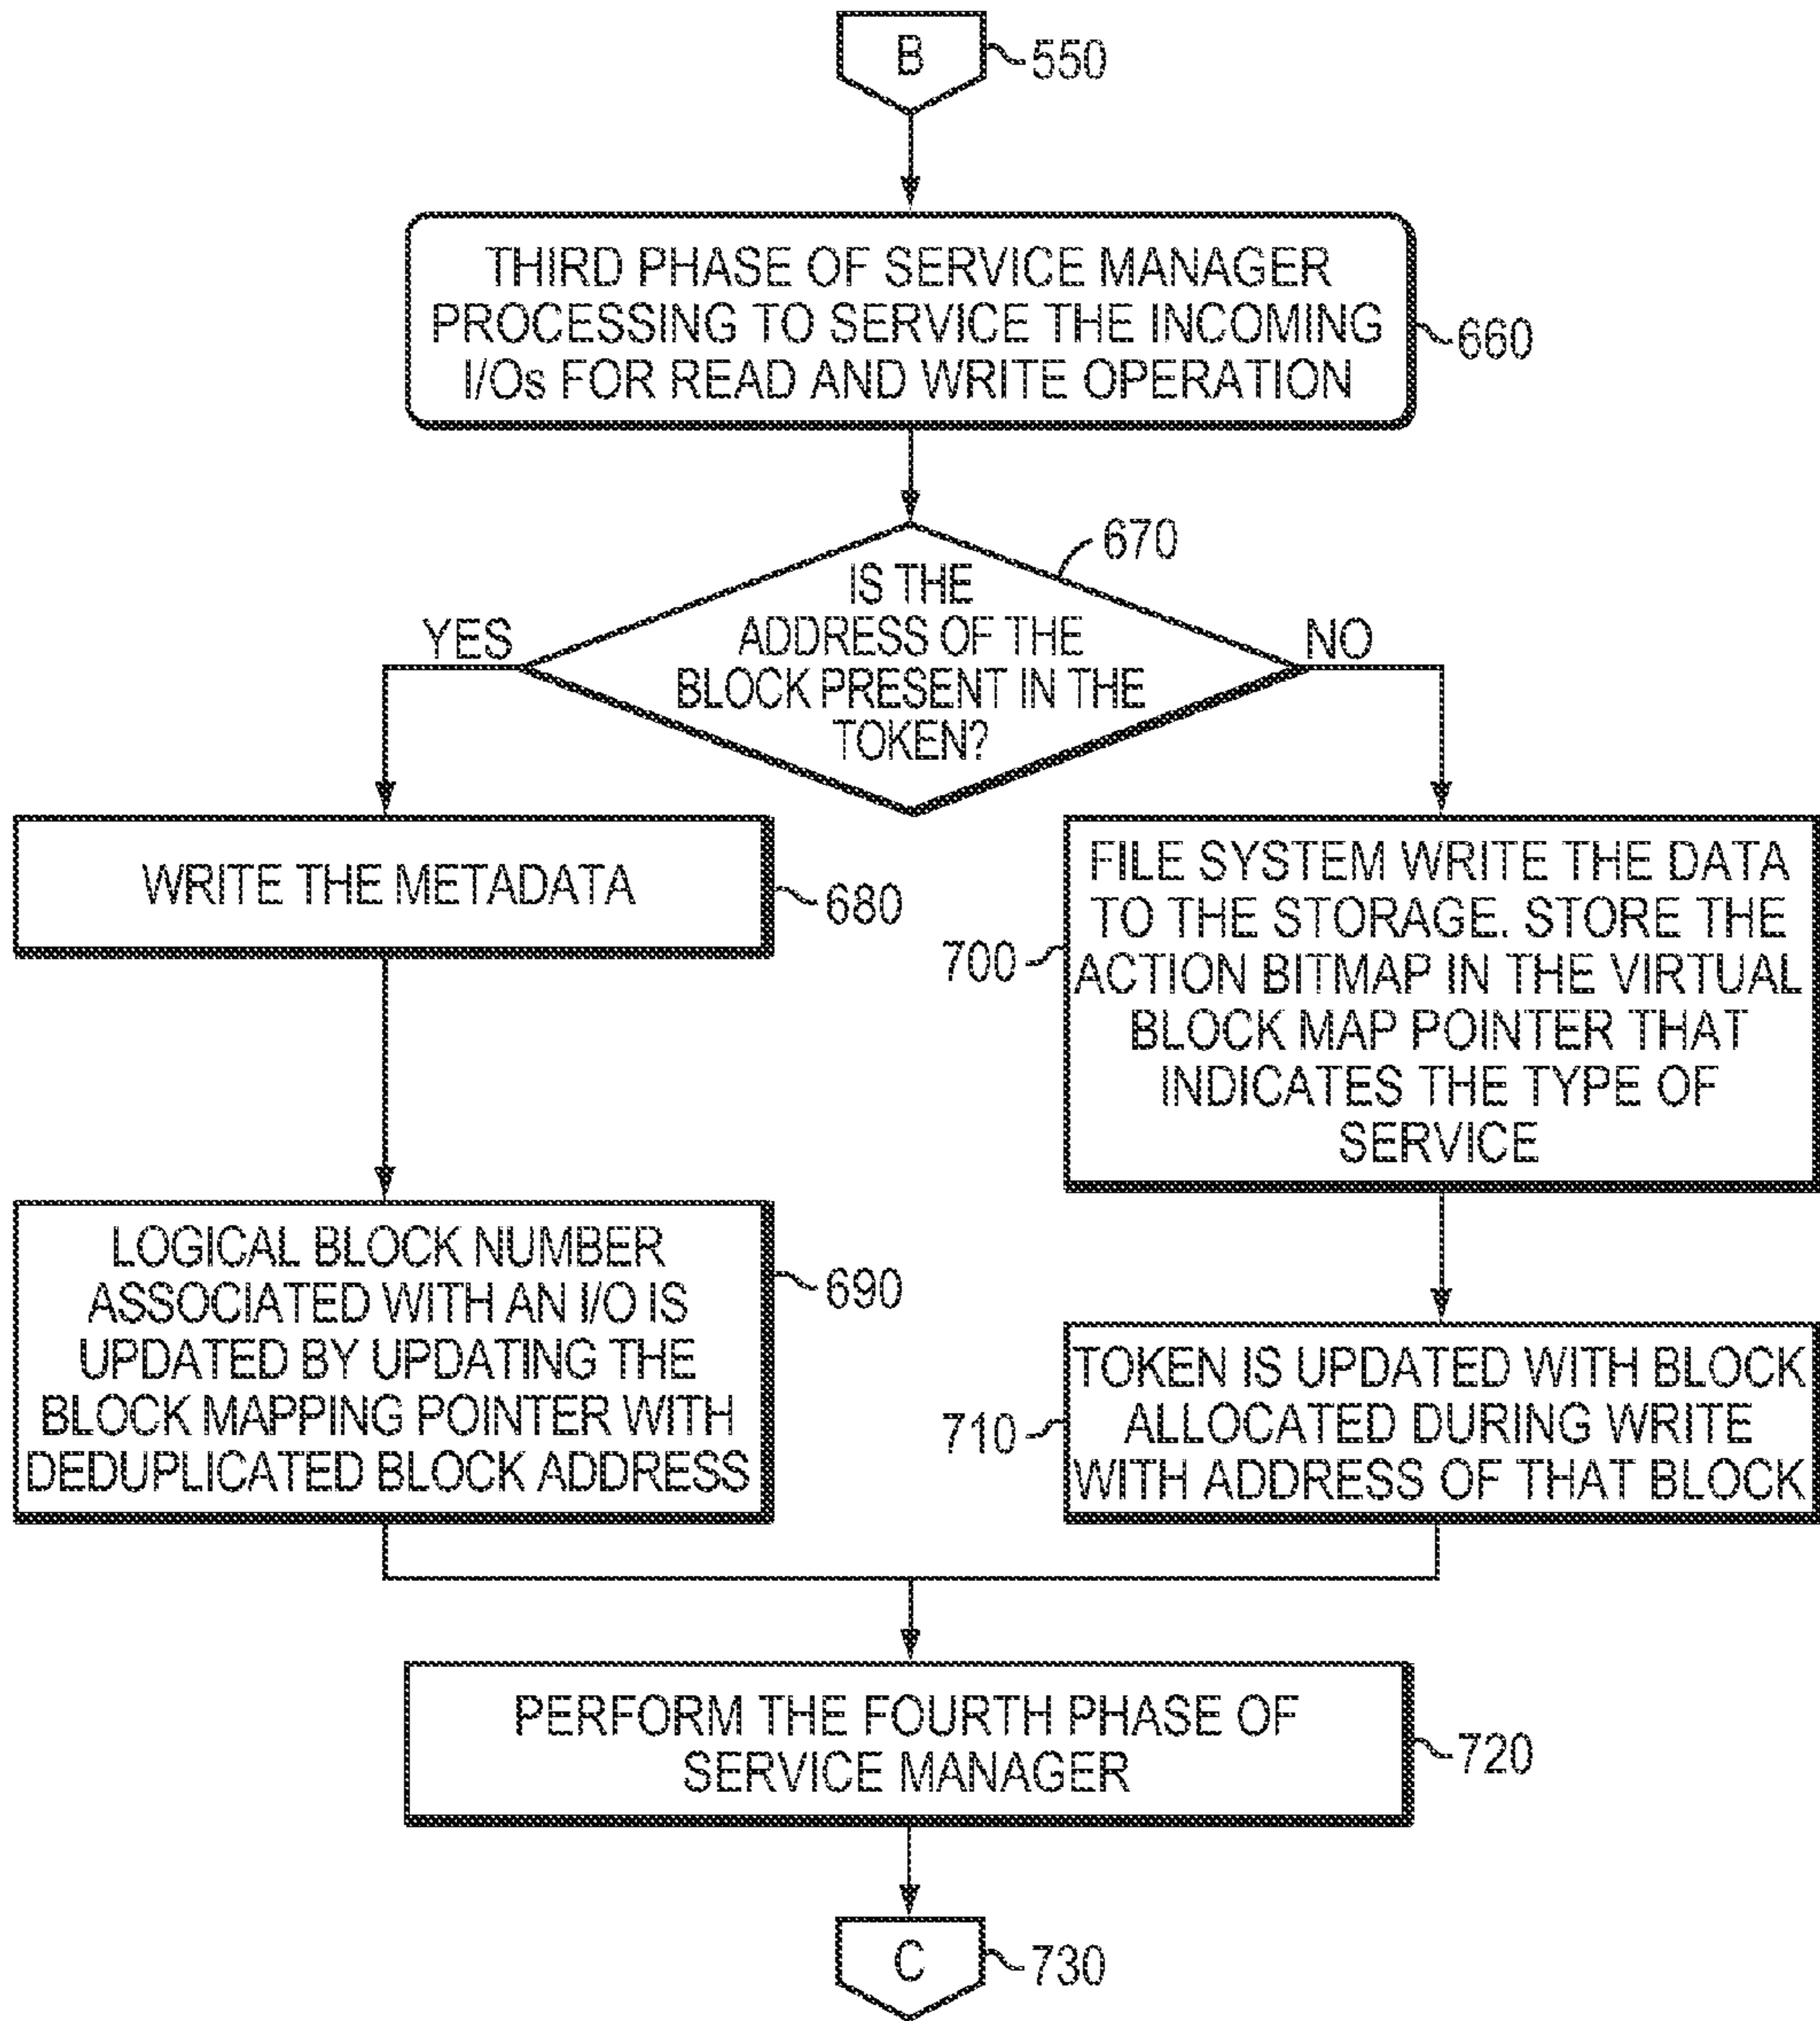 B
550
THIRD PHASE OF SERVICE MANAGER
PROCESSING TO SERVICE THE INCOMING
I/Os FOR READ AND WRITE OPERATION
660
670
IS THE
ADDRESS OF THE
BLOCK PRESENT IN THE
TOKEN?
YES
NO
WRITE THE METADATA
680
FILE SYSTEM WRITE THE DATA
TO THE STORAGE. STORE THE
ACTION BITMAP IN THE VIRTUAL
BLOCK MAP POINTER THAT
INDICATES THE TYPE OF
SERVICE
700
LOGICAL BLOCK NUMBER
ASSOCIATED WITH AN I/O IS
UPDATED BY UPDATING THE
BLOCK MAPPING POINTER WITH
DEDUPLICATED BLOCK ADDRESS
690
TOKEN IS UPDATED WITH BLOCK
ALLOCATED DURING WRITE
WITH ADDRESS OF THAT BLOCK
710
PERFORM THE FOURTH PHASE OF
SERVICE MANAGER
720
C
730